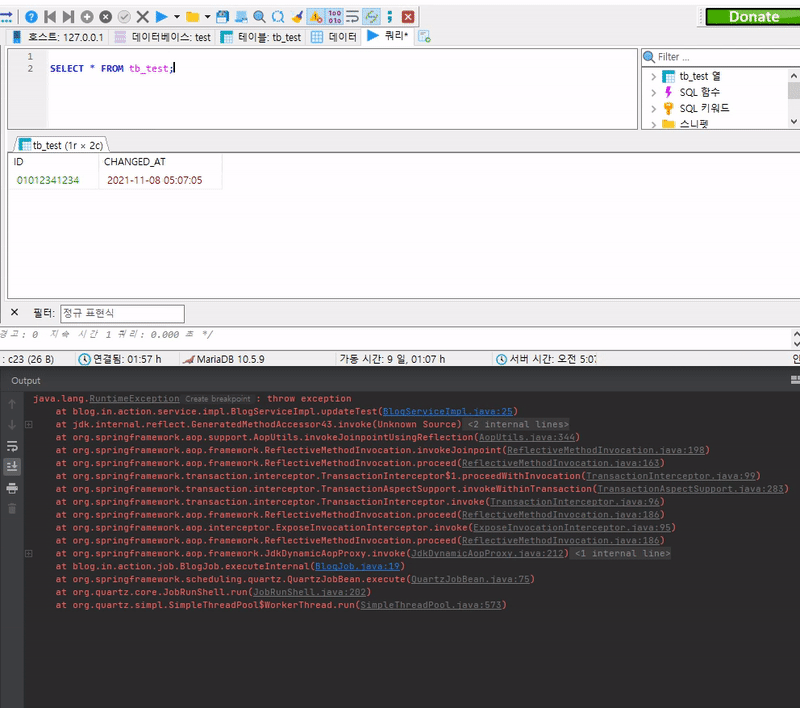 Donate
호스트: 127.0.0.1 데이터베이스: test 테이블: tb_test 데이터 쿼리*
1
2 SELECT * FROM tb_test;
Filter ...
tb_test 열
SQL 함수
SQL 키워드
스니펫
tb_test (1r × 2c)
ID CHANGED_AT
01012341234 2021-11-08 05:07:05
필터: 정규 표현식
경고: 0 지속 시간 1 쿼리: 0.000 초 */
: c23 (26 B) 연결됨: 01:57 h MariaDB 10.5.9 가동 시간: 9 일, 01:07 h 서버 시간: 오전 5:07
Output
java.lang.RuntimeException Create breakpoint : throw exception
at blog.in.action.service.impl.BlogServiceImpl.updateTest(BlogServiceImpl.java:25)
at jdk.internal.reflect.GeneratedMethodAccessor43.invoke(Unknown Source) <2 internal lines>
at org.springframework.aop.support.AopUtils.invokeJoinpointUsingReflection(AopUtils.java:344)
at org.springframework.aop.framework.ReflectiveMethodInvocation.invokeJoinpoint(ReflectiveMethodInvocation.java:198)
at org.springframework.aop.framework.ReflectiveMethodInvocation.proceed(ReflectiveMethodInvocation.java:163)
at org.springframework.transaction.interceptor.TransactionInterceptor$1.proceedWithInvocation(TransactionInterceptor.java:99)
at org.springframework.transaction.interceptor.TransactionAspectSupport.invokeWithinTransaction(TransactionAspectSupport.java:283)
at org.springframework.transaction.interceptor.TransactionInterceptor.invoke(TransactionInterceptor.java:96)
at org.springframework.aop.framework.ReflectiveMethodInvocation.proceed(ReflectiveMethodInvocation.java:186)
at org.springframework.aop.interceptor.ExposeInvocationInterceptor.invoke(ExposeInvocationInterceptor.java:95)
at org.springframework.aop.framework.ReflectiveMethodInvocation.proceed(ReflectiveMethodInvocation.java:186)
at org.springframework.aop.framework.JdkDynamicAopProxy.invoke(JdkDynamicAopProxy.java:212) <1 internal line>
at blog.in.action.job.BlogJob.executeInternal(BlogJob.java:19)
at org.springframework.scheduling.quartz.QuartzJobBean.execute(QuartzJobBean.java:75)
at org.quartz.core.JobRunShell.run(JobRunShell.java:202)
at org.quartz.simpl.SimpleThreadPool$WorkerThread.run(SimpleThreadPool.java:573)